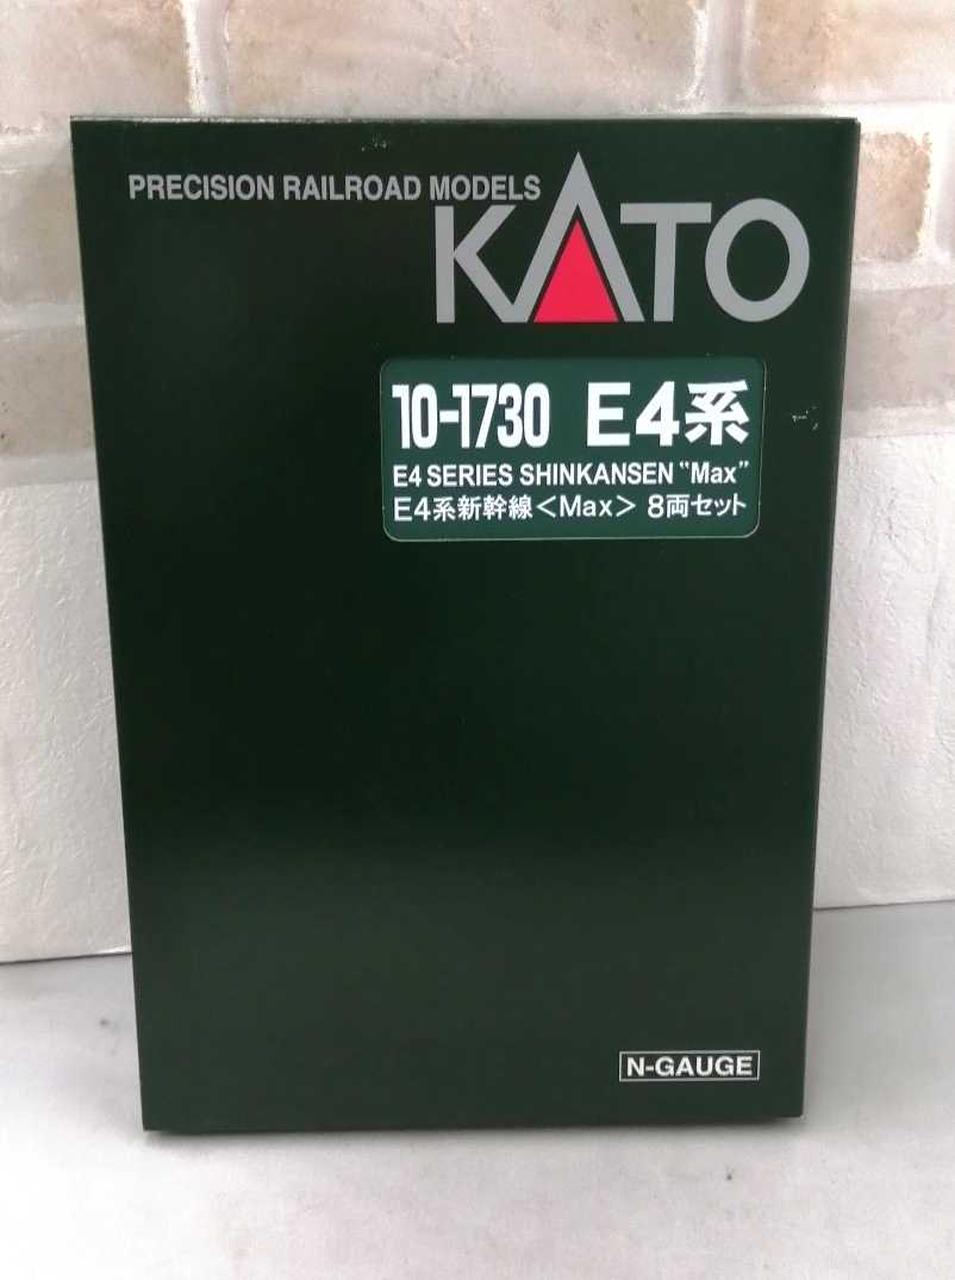 PRECISION RAILROAD MODELS
KATO
10-1730 E4系
E4 SERIES SHINKANSEN "Max"
E4系新幹線<Max> 8両セット
N-GAUGE